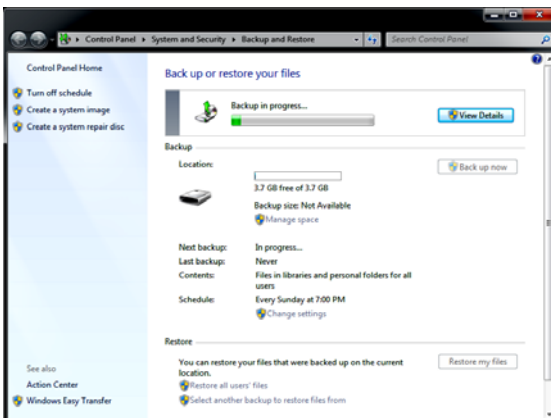 Control Panel ▸ System and Security ▸ Backup and Restore
Search Control Panel
Control Panel Home
Turn off schedule
Create a system image
Create a system repair disc
Back up or restore your files
Backup in progress...
View Details
Backup
Location:
Back up now
3.7 GB free of 3.7 GB
Backup size: Not Available
Manage space
Next backup: In progress...
Last backup: Never
Contents: Files in libraries and personal folders for all
users
Schedule: Every Sunday at 7:00 PM
Change settings
Restore
You can restore your files that were backed up on the current
location.
Restore my files
Restore all users' files
Select another backup to restore files from
See also
Action Center
Windows Easy Transfer